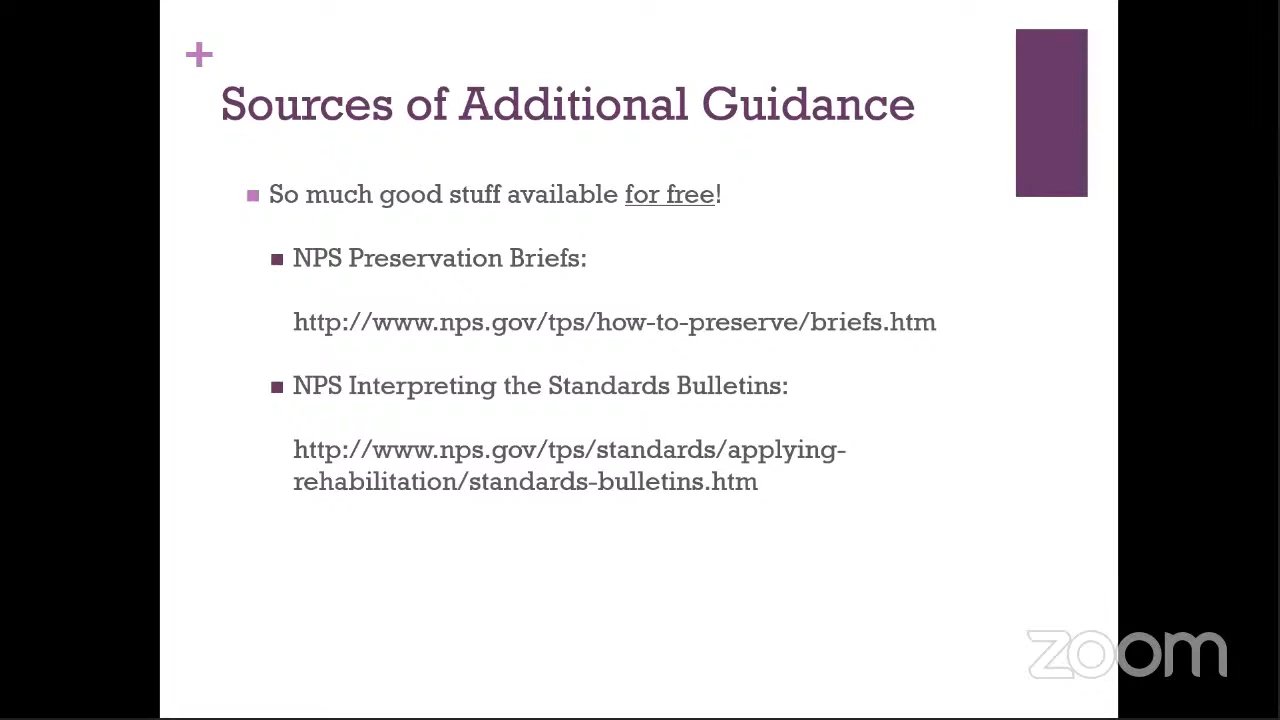 +
Sources of Additional Guidance
So much good stuff available for free!
NPS Preservation Briefs:
http://www.nps.gov/tps/how-to-preserve/briefs.htm
NPS Interpreting the Standards Bulletins:
http://www.nps.gov/tps/standards/applying-
rehabilitation/standards-bulletins.htm
zoom